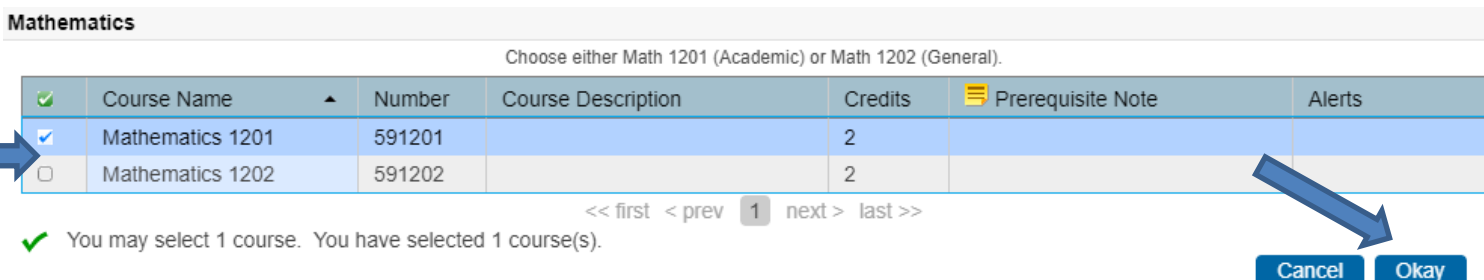 Mathematics
Choose either Math 1201 (Academic) or Math 1202 (General).
Course Name Number Course Description Credits Prerequisite Note Alerts
Mathematics 1201 591201 2
Mathematics 1202 591202 2
<< first < prev 1 next > last >>
You may select 1 course. You have selected 1 course(s).
Cancel Okay